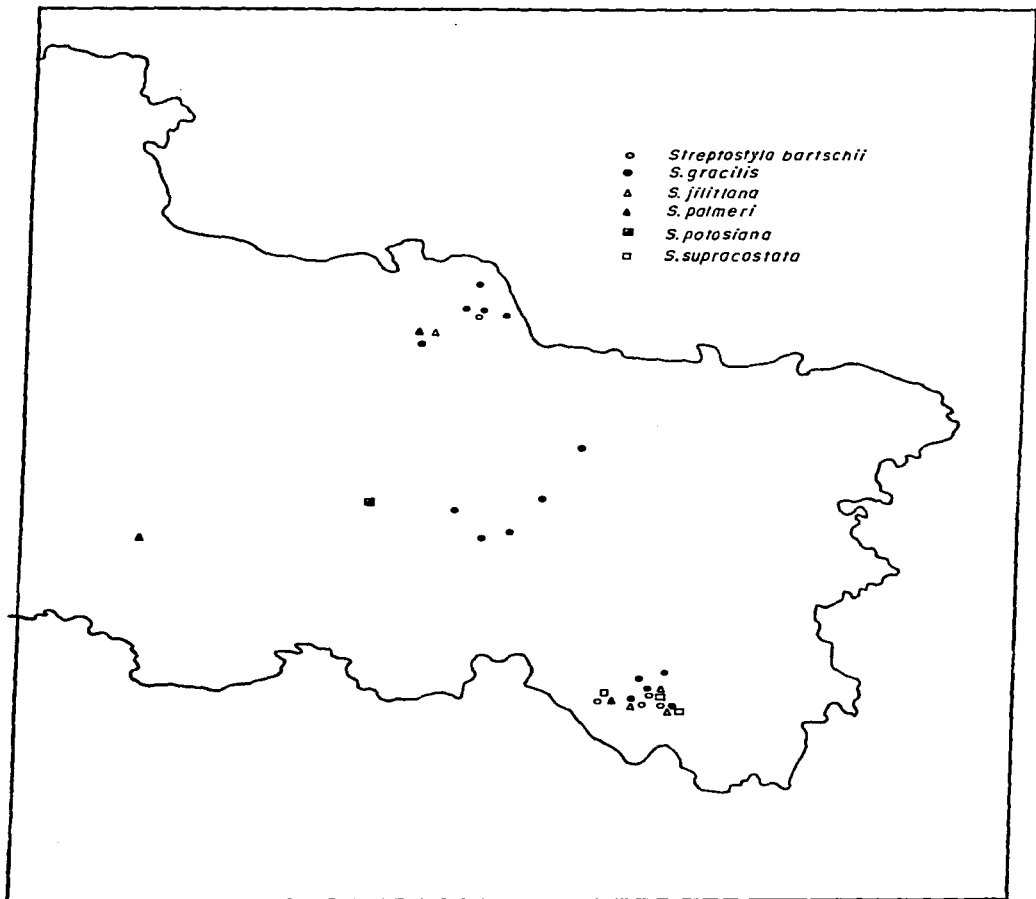 Streptostyla bartschii
S. gracilis
S. jilitlana
S. palmeri
S. potosiana
S. supracostata